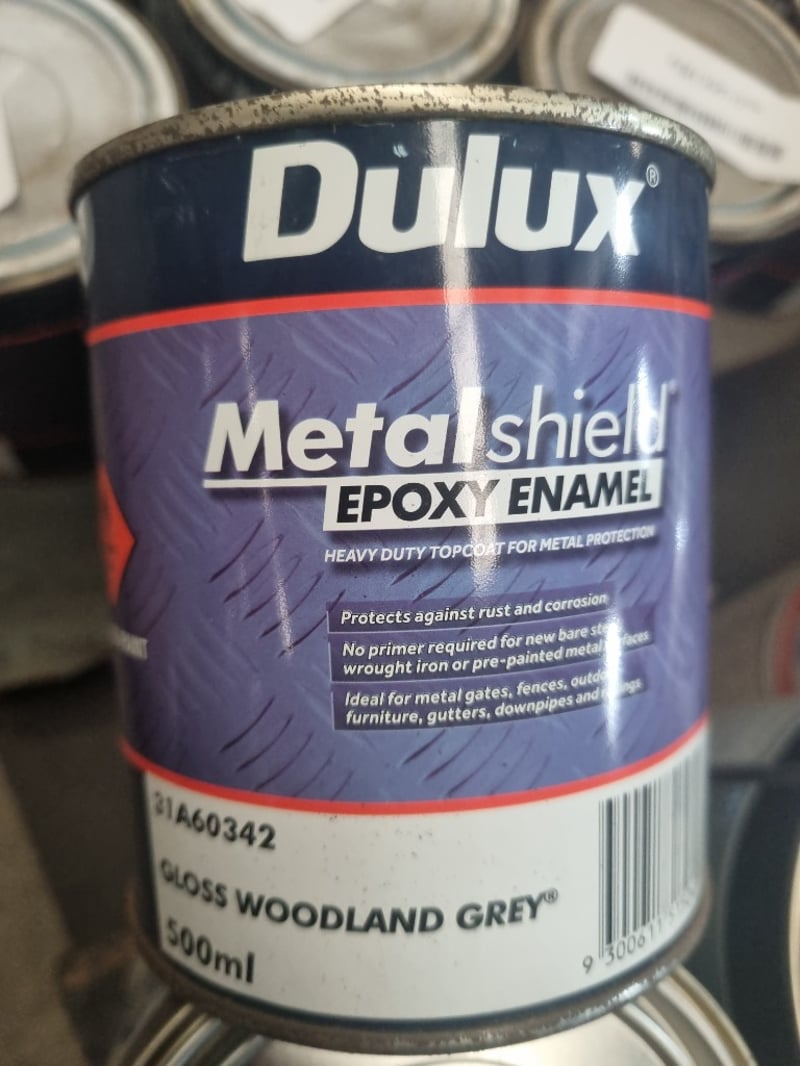 Dulux®
Metalshield®
EPOXY ENAMEL
HEAVY DUTY TOPCOAT FOR METAL PROTECTION
Protects against rust and corrosion
No primer required for new bare
wrought iron or pre-painted metal
Ideal for metal gates, fences,
furniture, gutters, downpipes and
31A60342
GLOSS WOODLAND GREY®
500ml
9 300611